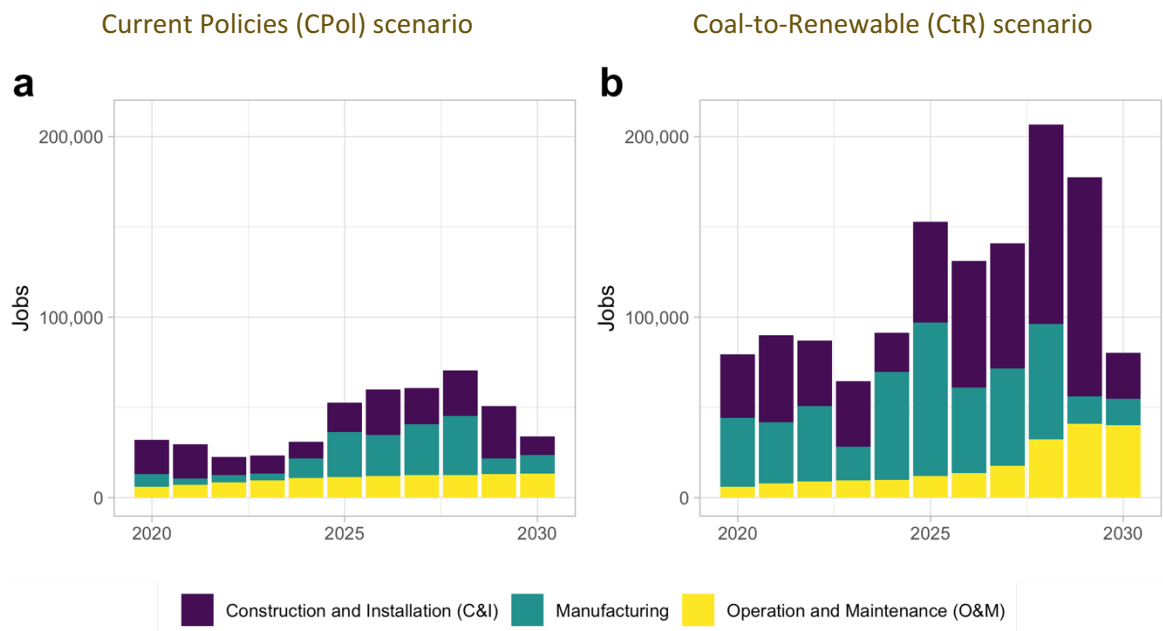 Current Policies (CPol) scenario
Coal-to-Renewable (CtR) scenario
a
b
200,000
100,000
0
Jobs
2020
2025
2030
200,000
100,000
0
Jobs
2020
2025
2030
Construction and Installation (C&I)
Manufacturing
Operation and Maintenance (O&M)